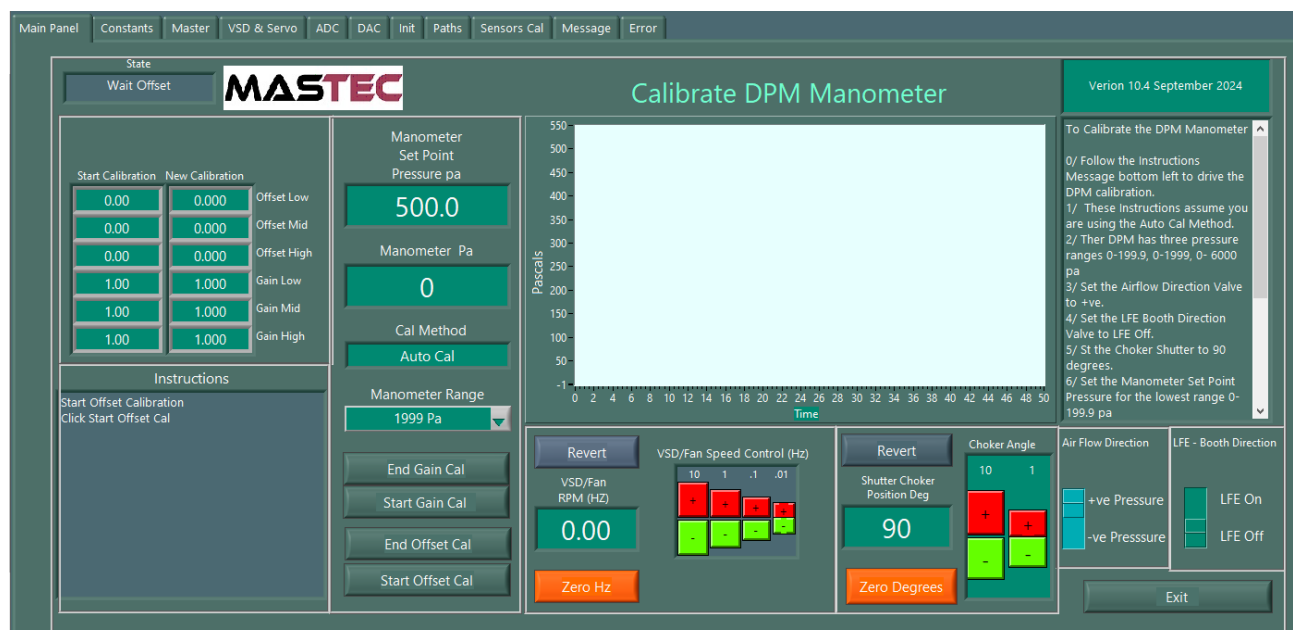 Main Panel Constants Master VSD & Servo ADC DAC Init Paths Sensors Cal Message Error
State
Wait Offset
MASTEC
Calibrate DPM Manometer
Verion 10.4 September 2024
Start Calibration New Calibration
0.00 0.000 Offset Low
0.00 0.000 Offset Mid
0.00 0.000 Offset High
1.00 1.000 Gain Low
1.00 1.000 Gain Mid
1.00 1.000 Gain High
Instructions
Start Offset Calibration
Click Start Offset Cal
Manometer
Set Point
Pressure pa
500.0
Manometer Pa
0
Cal Method
Auto Cal
Manometer Range
1999 Pa
End Gain Cal
Start Gain Cal
End Offset Cal
Start Offset Cal
Pascals
550
500
450
400
350
300
250
200
150
100
50
-1
0 2 4 6 8 10 12 14 16 18 20 22 24 26 28 30 32 34 36 38 40 42 44 46 48 50
Time
To Calibrate the DPM Manometer
0/ Follow the Instructions
Message bottom left to drive the
DPM calibration.
1/ These Instructions assume you
are using the Auto Cal Method.
2/ Ther DPM has three pressure
ranges 0-199.9, 0-1999, 0- 6000
pa
3/ Set the Airflow Direction Valve
to +ve.
4/ Set the LFE Booth Direction
Valve to LFE Off.
5/ St the Choker Shutter to 90
degrees.
6/ Set the Manometer Set Point
Pressure for the lowest range 0-
199.9 pa
Revert
VSD/Fan
RPM (HZ)
0.00
Zero Hz
VSD/Fan Speed Control (Hz)
10 1 .1 .01
+ + + +
- - - -
Revert
Shutter Choker
Position Deg
90
Zero Degrees
Choker Angle
10 1
+ +
- -
Air Flow Direction
+ve Pressure
-ve Presssure
LFE - Booth Direction
LFE On
LFE Off
Exit